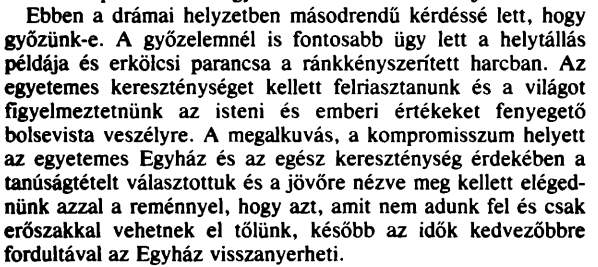 Ebben a drámai helyzetben másodrendű kérdéssé lett, hogy
győzünk-e. A győzelemnél is fontosabb ügy lett a helytállás
példája és erkölcsi parancsa a ránkkényszerített harcban. Az
egyetemes kereszténységet kellett felriasztanunk és a világot
figyelmeztetnünk az isteni és emberi értékeket fenyegető
bolsevista veszélyre. A megalkuvás, a kompromisszum helyett
az egyetemes Egyház és az egész kereszténység érdekében a
tanúságtételt választottuk és a jövőre nézve meg kellett eléged-
nünk azzal a reménnyel, hogy azt, amit nem adunk fel és csak
erőszakkal vehetnek el tőlünk, később az idők kedvezőbbre
fordultával az Egyház visszanyerheti.